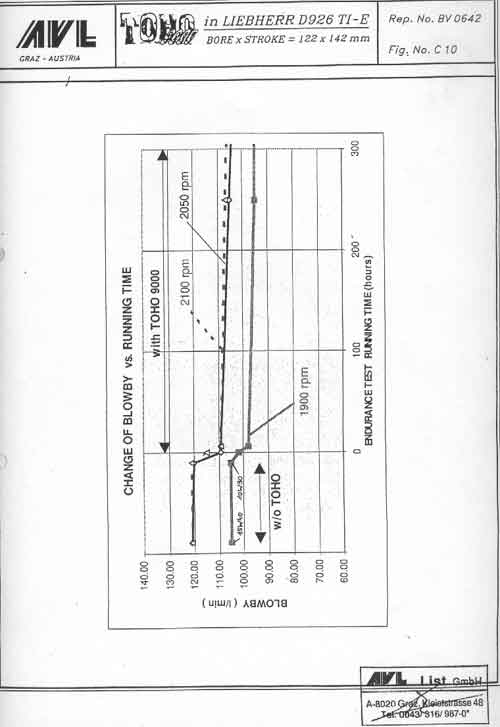 AVL
GRAZ - AUSTRIA
TOHO
in LIEBHERR D926 TI-E
BORE x STROKE = 122 x 142 mm
Rep. No. BV 0642
Fig. No. C 10
CHANGE OF BLOWBY vs. RUNNING TIME
with TOHO 9000
2100 rpm
2050 rpm
1900 rpm
w/o TOHO
BLOWBY ( l/min )
140.00
130.00
120.00
110.00
100.00
90.00
80.00
70.00
60.00
0
100
200
300
ENDURANCE TEST RUNNING TIME (hours)
AVL List GmbH
A-8020 Graz, Kleiststrasse 48
Tel. 0043/316/987-0*